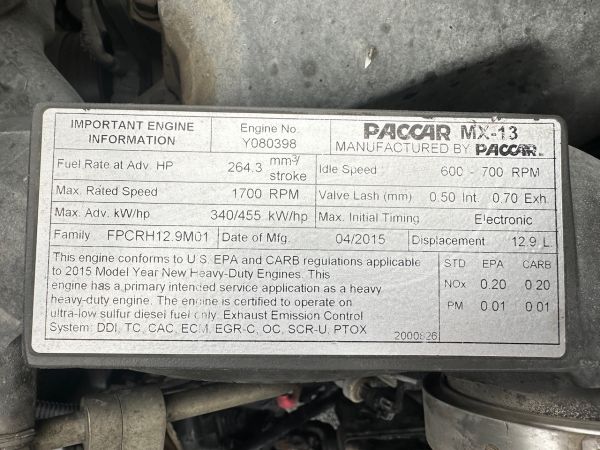 IMPORTANT ENGINE INFORMATION
Engine No. Y080398
PACCAR MX-13
MANUFACTURED BY PACCAR
Fuel Rate at Adv. HP 264.3 mm³/stroke
Idle Speed 600 - 700 RPM
Max. Rated Speed 1700 RPM
Valve Lash (mm) 0.50 Int. 0.70 Exh.
Max. Adv. kW/hp 340/455 kW/hp
Max. Initial Timing Electronic
Family FPCRH12.9M01
Date of Mfg. 04/2015
Displacement 12.9 L
This engine conforms to U.S. EPA and CARB regulations applicable
to 2015 Model Year New Heavy-Duty Engines. This
engine has a primary intended service application as a heavy
heavy-duty engine. The engine is certified to operate on
ultra-low sulfur diesel fuel only. Exhaust Emission Control
System: DDI, TC, CAC, ECM, EGR-C, OC, SCR-U, PTOX
2000826
STD EPA CARB
NOx 0.20 0.20
PM 0.01 0.01